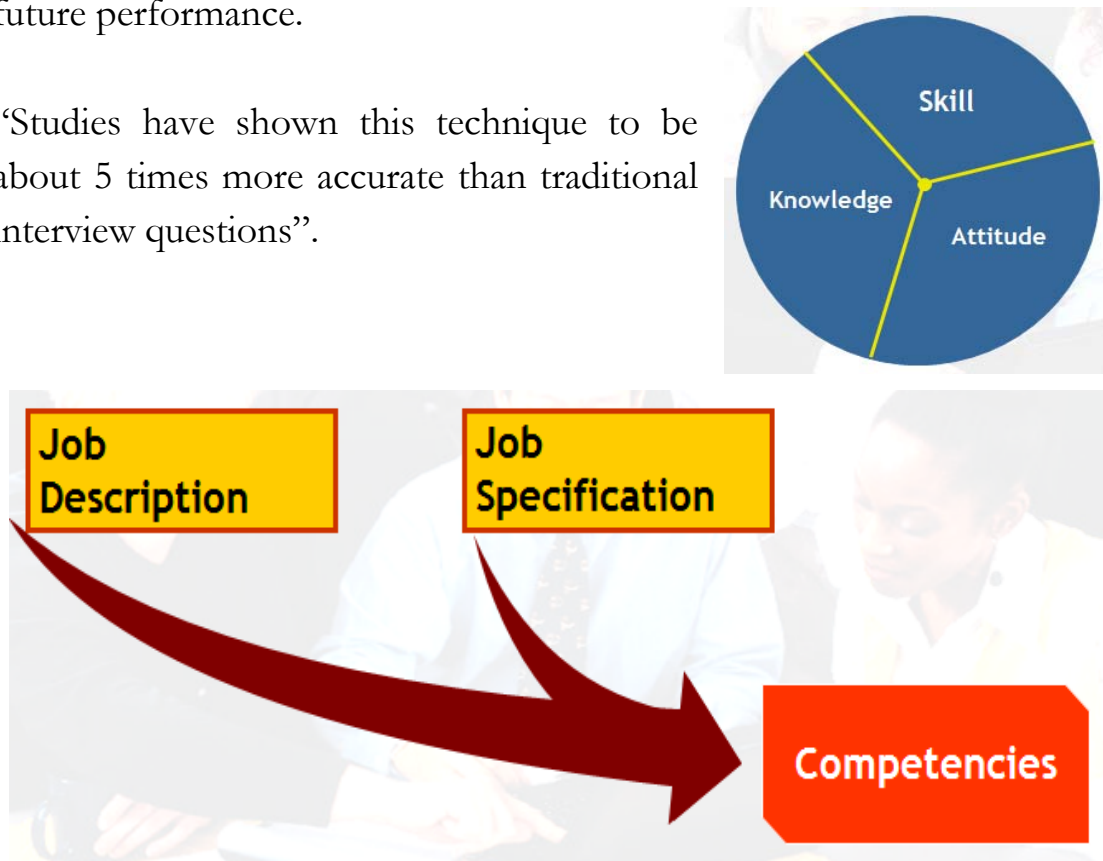 future performance.
“Studies have shown this technique to be
about 5 times more accurate than traditional
interview questions”.
Skill
Knowledge
Attitude
Job
Description
Job
Specification
Competencies